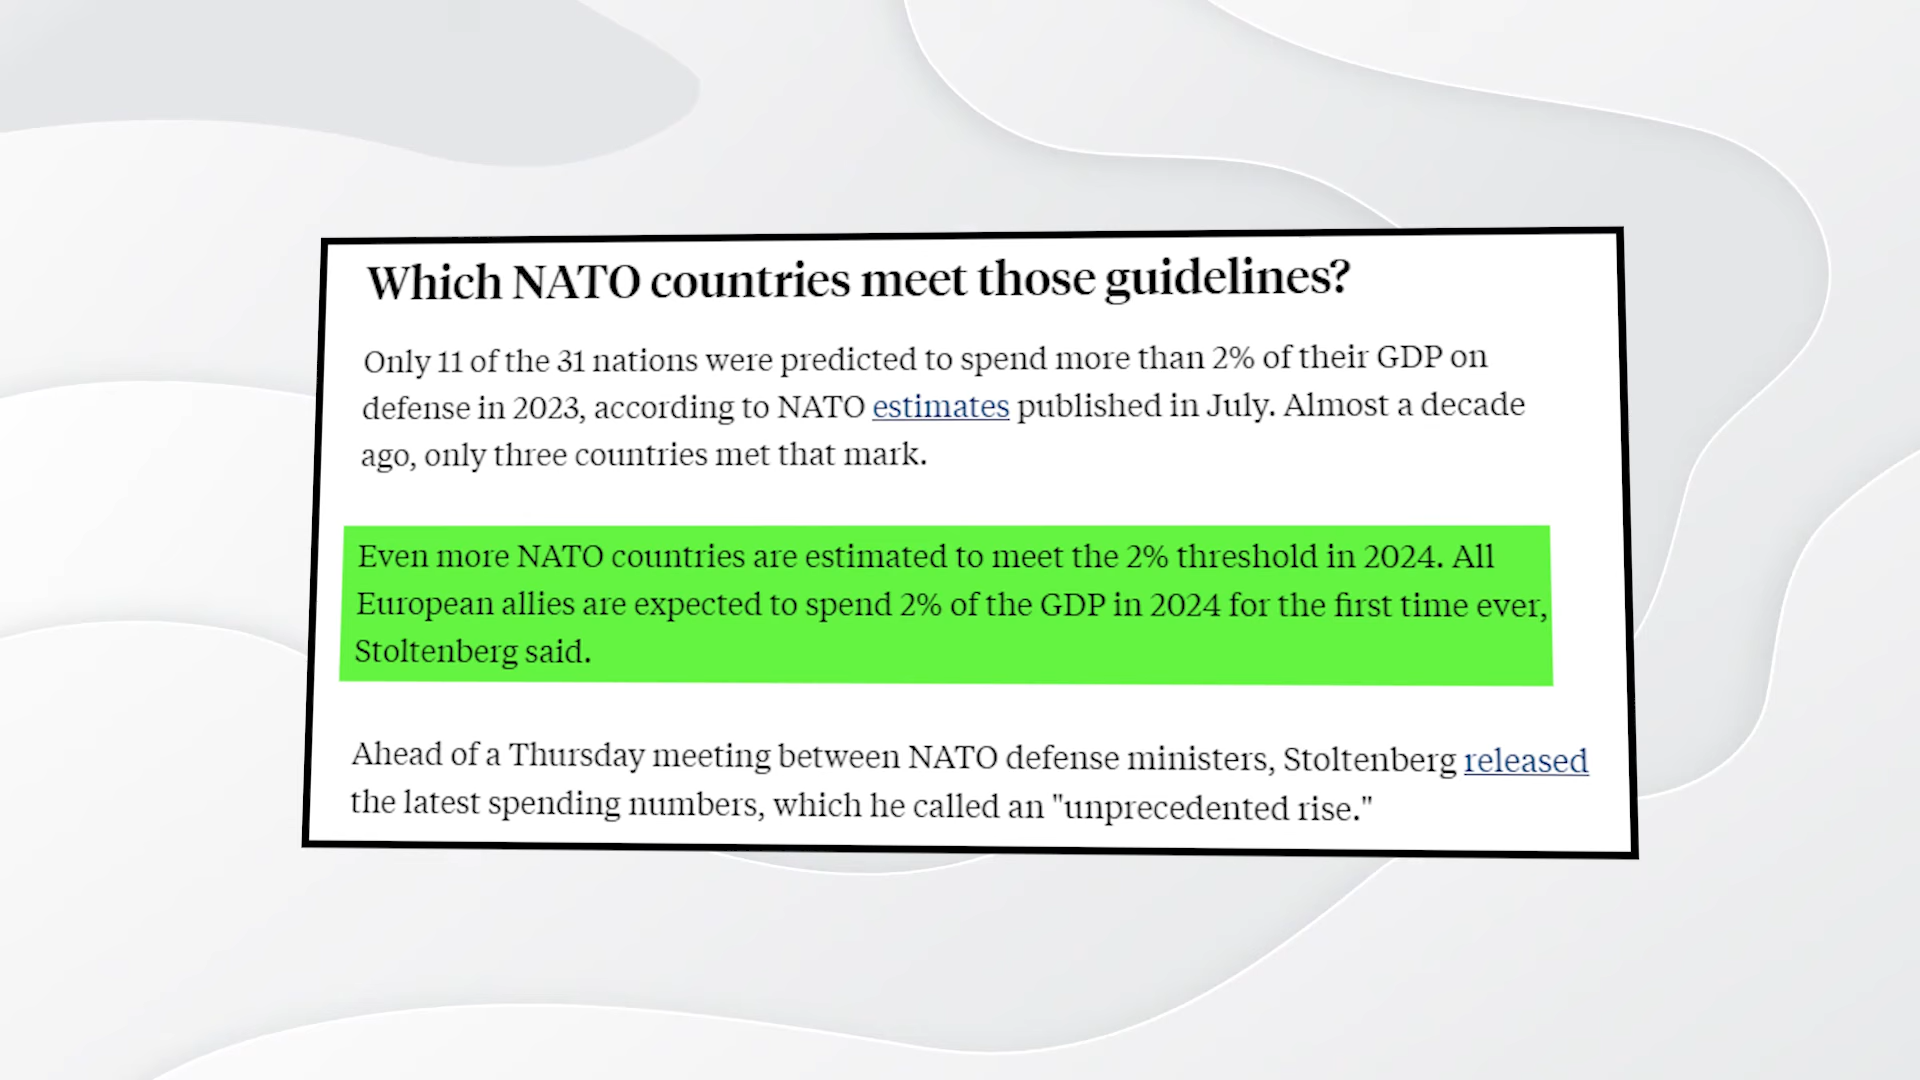 Which NATO countries meet those guidelines?
Only 11 of the 31 nations were predicted to spend more than 2% of their GDP on
defense in 2023, according to NATO estimates published in July. Almost a decade
ago, only three countries met that mark.
Even more NATO countries are estimated to meet the 2% threshold in 2024. All
European allies are expected to spend 2% of the GDP in 2024 for the first time ever,
Stoltenberg said.
Ahead of a Thursday meeting between NATO defense ministers, Stoltenberg released
the latest spending numbers, which he called an "unprecedented rise."